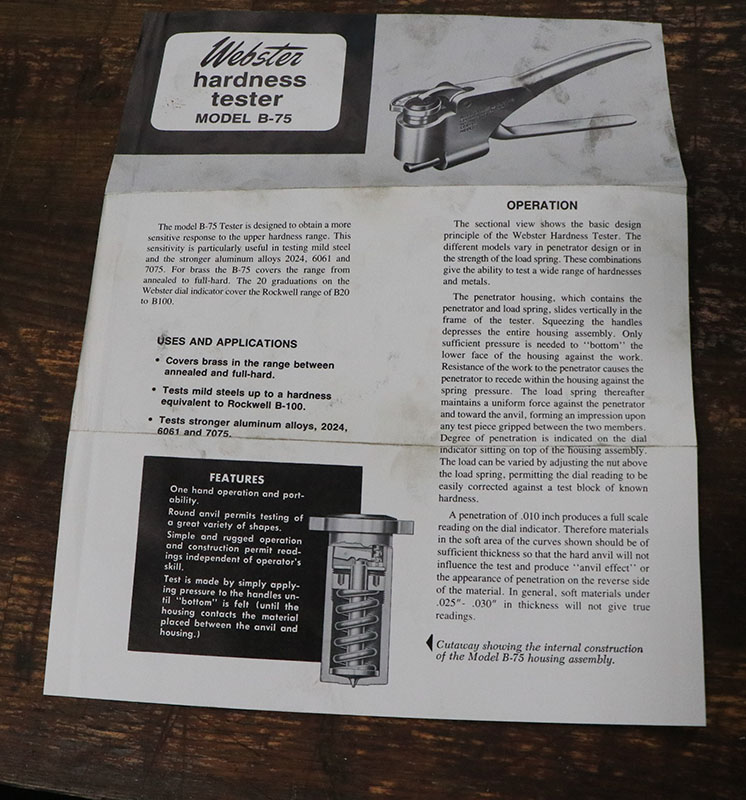 Webster
hardness
tester
MODEL B-75
The model B-75 Tester is designed to obtain a more
sensitive response to the upper hardness range. This
sensitivity is particularly useful in testing mild steel
and the stronger aluminum alloys 2024, 6061 and
7075. For brass the B-75 covers the range from
annealed to full-hard. The 20 graduations on the
Webster dial indicator cover the Rockwell range of B20
to B100.
USES AND APPLICATIONS
• Covers brass in the range between
annealed and full-hard.
• Tests mild steels up to a hardness
equivalent to Rockwell B-100.
• Tests stronger aluminum alloys, 2024,
6061 and 7075.
FEATURES
One hand operation and port-
ability.
Round anvil permits testing of
a great variety of shapes.
Simple and rugged operation
and construction permit read-
ings independent of operator's
skill.
Test is made by simply apply-
ing pressure to the handles un-
til "bottom" is felt (until the
housing contacts the material
placed between the anvil and
housing.)
OPERATION
The sectional view shows the basic design
principle of the Webster Hardness Tester. The
different models vary in penetrator design or in
the strength of the load spring. These combinations
give the ability to test a wide range of hardnesses
and metals.
The penetrator housing, which contains the
penetrator and load spring, slides vertically in the
frame of the tester. Squeezing the handles
depresses the entire housing assembly. Only
sufficient pressure is needed to "bottom" the
lower face of the housing against the work.
Resistance of the work to the penetrator causes the
penetrator to recede within the housing against the
spring pressure. The load spring thereafter
maintains a uniform force against the penetrator
and toward the anvil, forming an impression upon
any test piece gripped between the two members.
Degree of penetration is indicated on the dial
indicator sitting on top of the housing assembly.
The load can be varied by adjusting the nut above
the load spring, permitting the dial reading to be
easily corrected against a test block of known
hardness.
A penetration of .010 inch produces a full scale
reading on the dial indicator. Therefore materials
in the soft area of the curves shown should be of
sufficient thickness so that the hard anvil will not
influence the test and produce "anvil effect" or
the appearance of penetration on the reverse side
of the material. In general, soft materials under
.025"- .030" in thickness will not give true
readings.
Cutaway showing the internal construction
of the Model B-75 housing assembly.